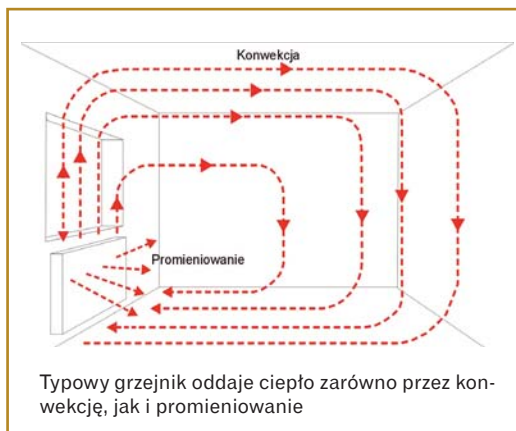 Konwekcja
Promieniowanie
Typowy grzejnik oddaje ciepło zarówno przez kon-
wekcję, jak i promieniowanie